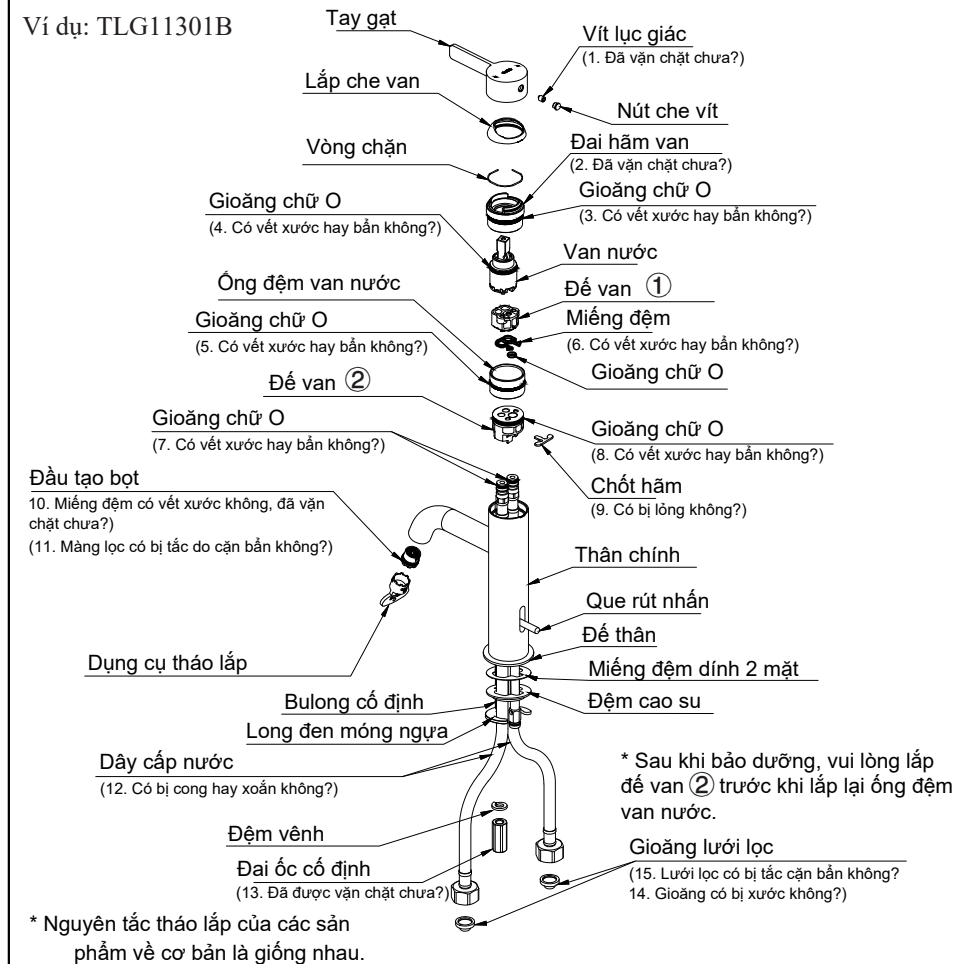 Ví dụ: TLG11301B
Tay gạt
Vít lục giác
(1. Đã vặn chặt chưa?)
Lắp che van
Nút che vít
Vòng chặn
Đai hãm van
(2. Đã vặn chặt chưa?)
Gioăng chữ O
(3. Có vết xước hay bẩn không?)
Gioăng chữ O
(4. Có vết xước hay bẩn không?)
Van nước
Ống đệm van nước
Đế van ①
Gioăng chữ O
(5. Có vết xước hay bẩn không?)
Miếng đệm
(6. Có vết xước hay bẩn không?)
Gioăng chữ O
Đế van ②
Gioăng chữ O
(7. Có vết xước hay bẩn không?)
Gioăng chữ O
(8. Có vết xước hay bẩn không?)
Chốt hãm
(9. Có bị lỏng không?)
Đầu tạo bọt
10. Miếng đệm có vết xước không, đã vặn
chặt chưa?)
(11. Màng lọc có bị tắc do cặn bẩn không?)
Thân chính
Que rút nhấn
Đế thân
Dụng cụ tháo lắp
Miếng đệm dính 2 mặt
Bulong cố định
Đệm cao su
Long đen móng ngựa
Dây cấp nước
(12. Có bị cong hay xoắn không?)
* Sau khi bảo dưỡng, vui lòng lắp
đế van ② trước khi lắp lại ống đệm
van nước.
Đệm vênh
Đai ốc cố định
(13. Đã được vặn chặt chưa?)
Gioăng lưới lọc
(15. Lưới lọc có bị tắc cặn bẩn không?
14. Gioăng có bị xước không?)
* Nguyên tắc tháo lắp của các sản
phẩm về cơ bản là giống nhau.